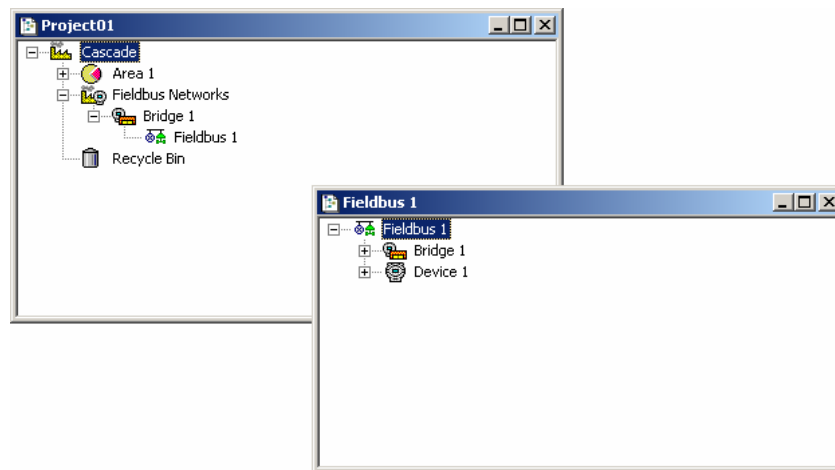 Project01
Cascade
Area 1
Fieldbus Networks
Bridge 1
Fieldbus 1
Recycle Bin
Fieldbus 1
Fieldbus 1
Bridge 1
Device 1